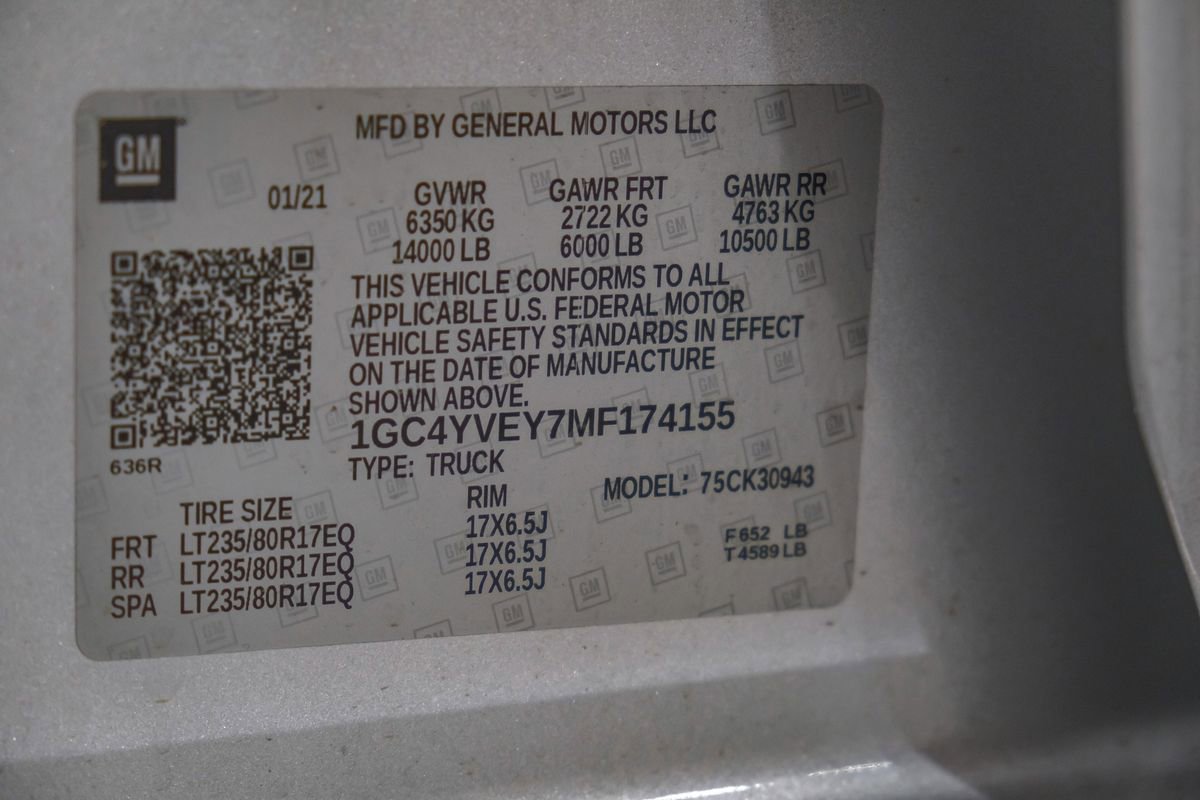 GM
MFD BY GENERAL MOTORS LLC
01/21 GVWR GAWR FRT GAWR RR
6350 KG 2722 KG 4763 KG
14000 LB 6000 LB 10500 LB
THIS VEHICLE CONFORMS TO ALL
APPLICABLE U.S. FEDERAL MOTOR
VEHICLE SAFETY STANDARDS IN EFFECT
ON THE DATE OF MANUFACTURE
SHOWN ABOVE.
1GC4YVEY7MF174155
636R
TYPE: TRUCK
MODEL: 75CK30943
TIRE SIZE RIM
FRT LT235/80R17EQ 17X6.5J
RR LT235/80R17EQ 17X6.5J
SPA LT235/80R17EQ 17X6.5J
F652 LB
T4589 LB